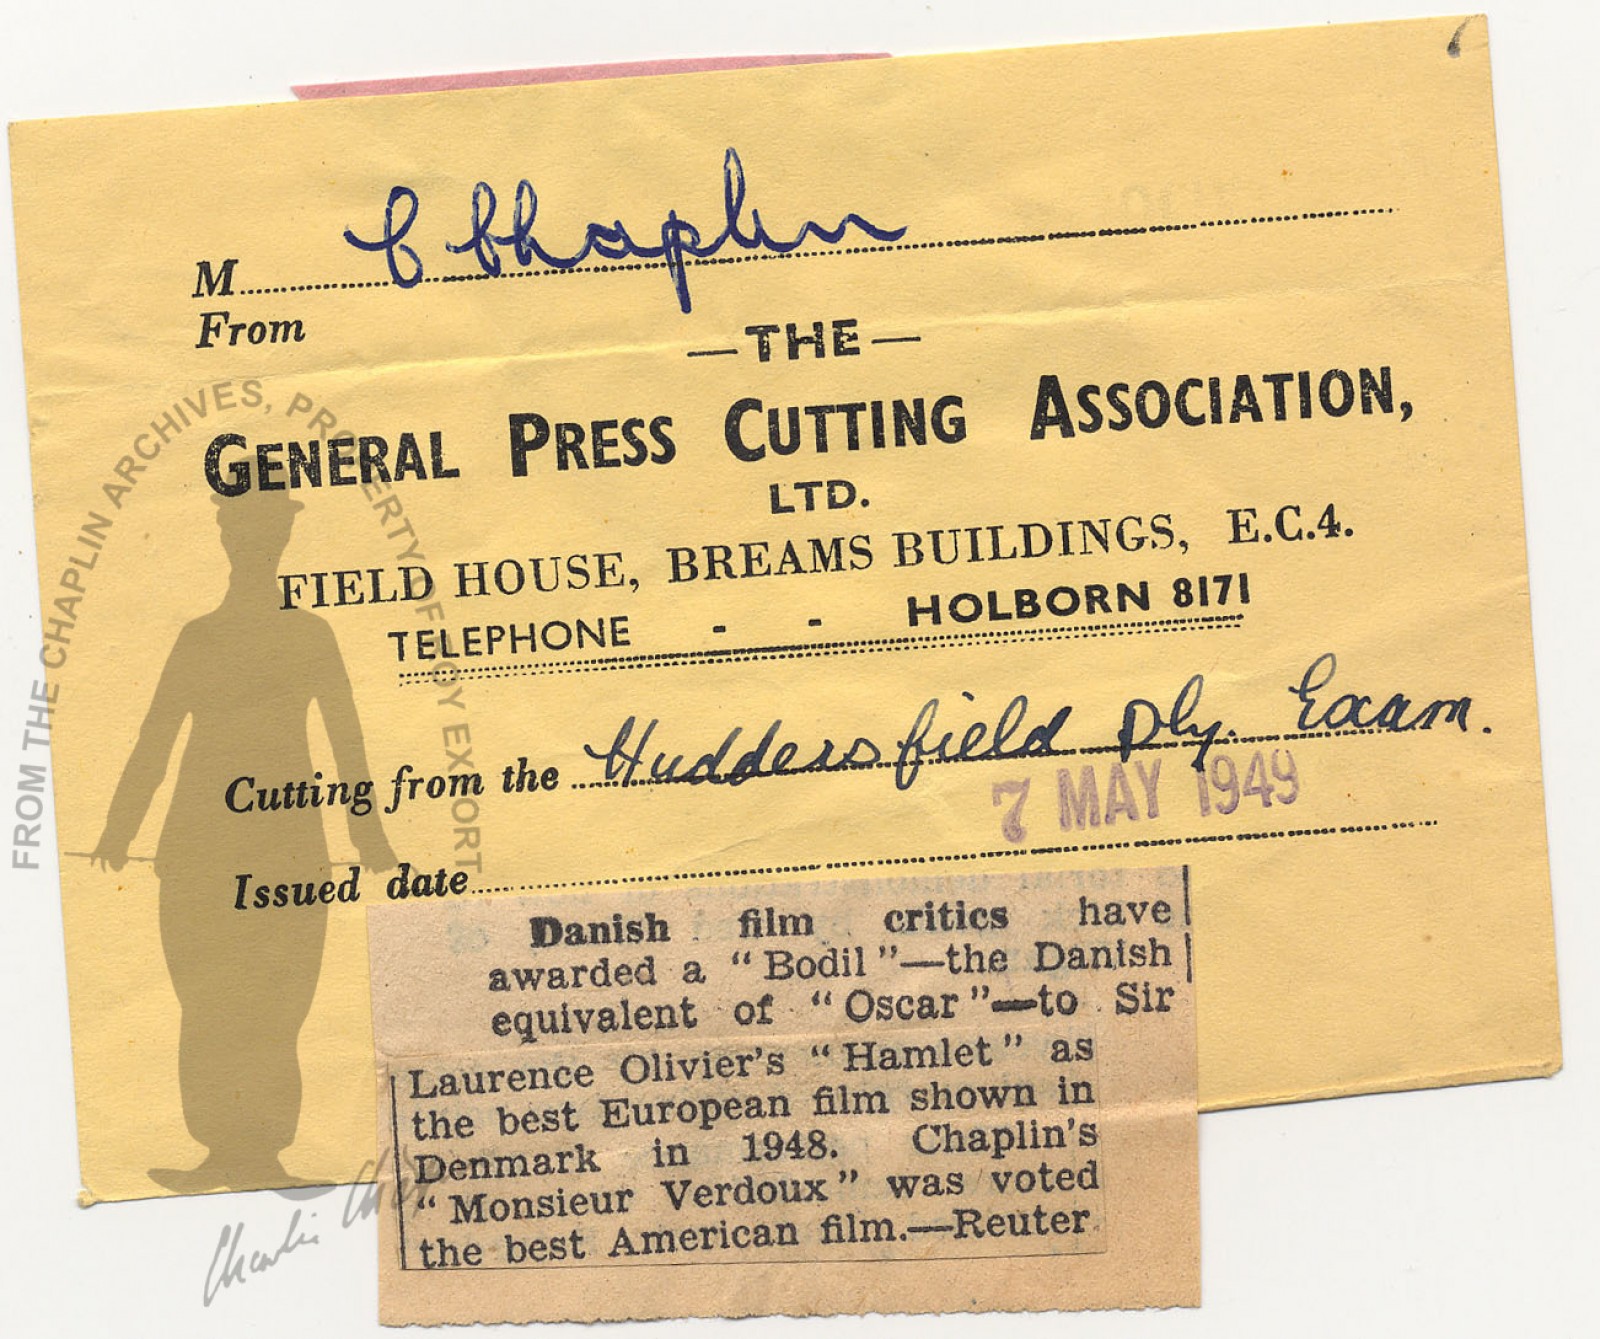 M C Chaplin
From
—THE—
GENERAL PRESS CUTTING ASSOCIATION,
LTD.
FIELD HOUSE, BREAMS BUILDINGS, E.C.4.
TELEPHONE - - HOLBORN 8171
Cutting from the Huddersfield Dly. Exam.
7 MAY 1949
Issued date
Danish film critics have
awarded a “Bodil”—the Danish
equivalent of “Oscar”—to Sir
Laurence Olivier's “Hamlet” as
the best European film shown in
Denmark in 1948. Chaplin's
“Monsieur Verdoux” was voted
the best American film.—Reuter.
FROM THE CHAPLIN ARCHIVES, PROPERTY OF ROY EXPORT
Charlie Chaplin